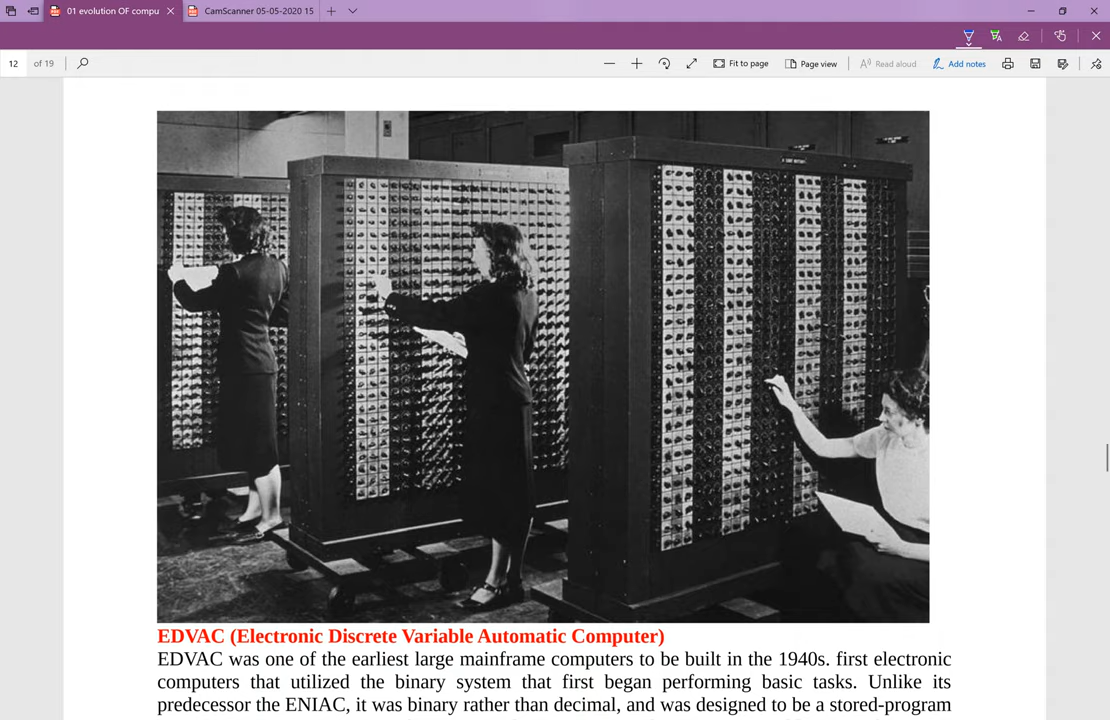 01 evolution OF compu
CamScanner 05-05-2020 15
12 of 19
Fit to page
Page view
Read aloud
Add notes
EDVAC (Electronic Discrete Variable Automatic Computer)
EDVAC was one of the earliest large mainframe computers to be built in the 1940s. first electronic
computers that utilized the binary system that first began performing basic tasks. Unlike its
predecessor the ENIAC, it was binary rather than decimal, and was designed to be a stored-program